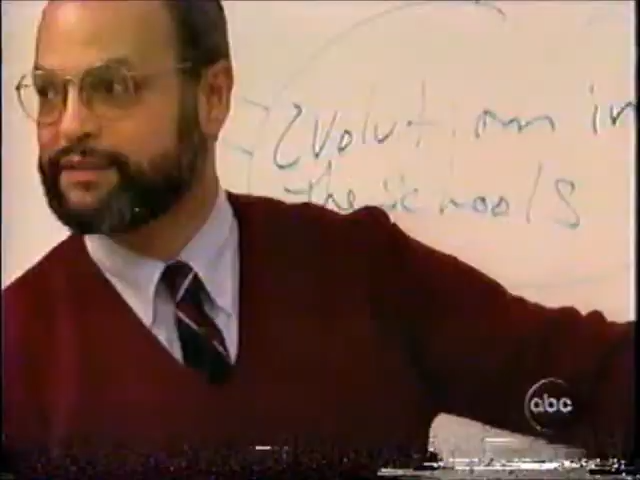 evolution in
the schools
abc